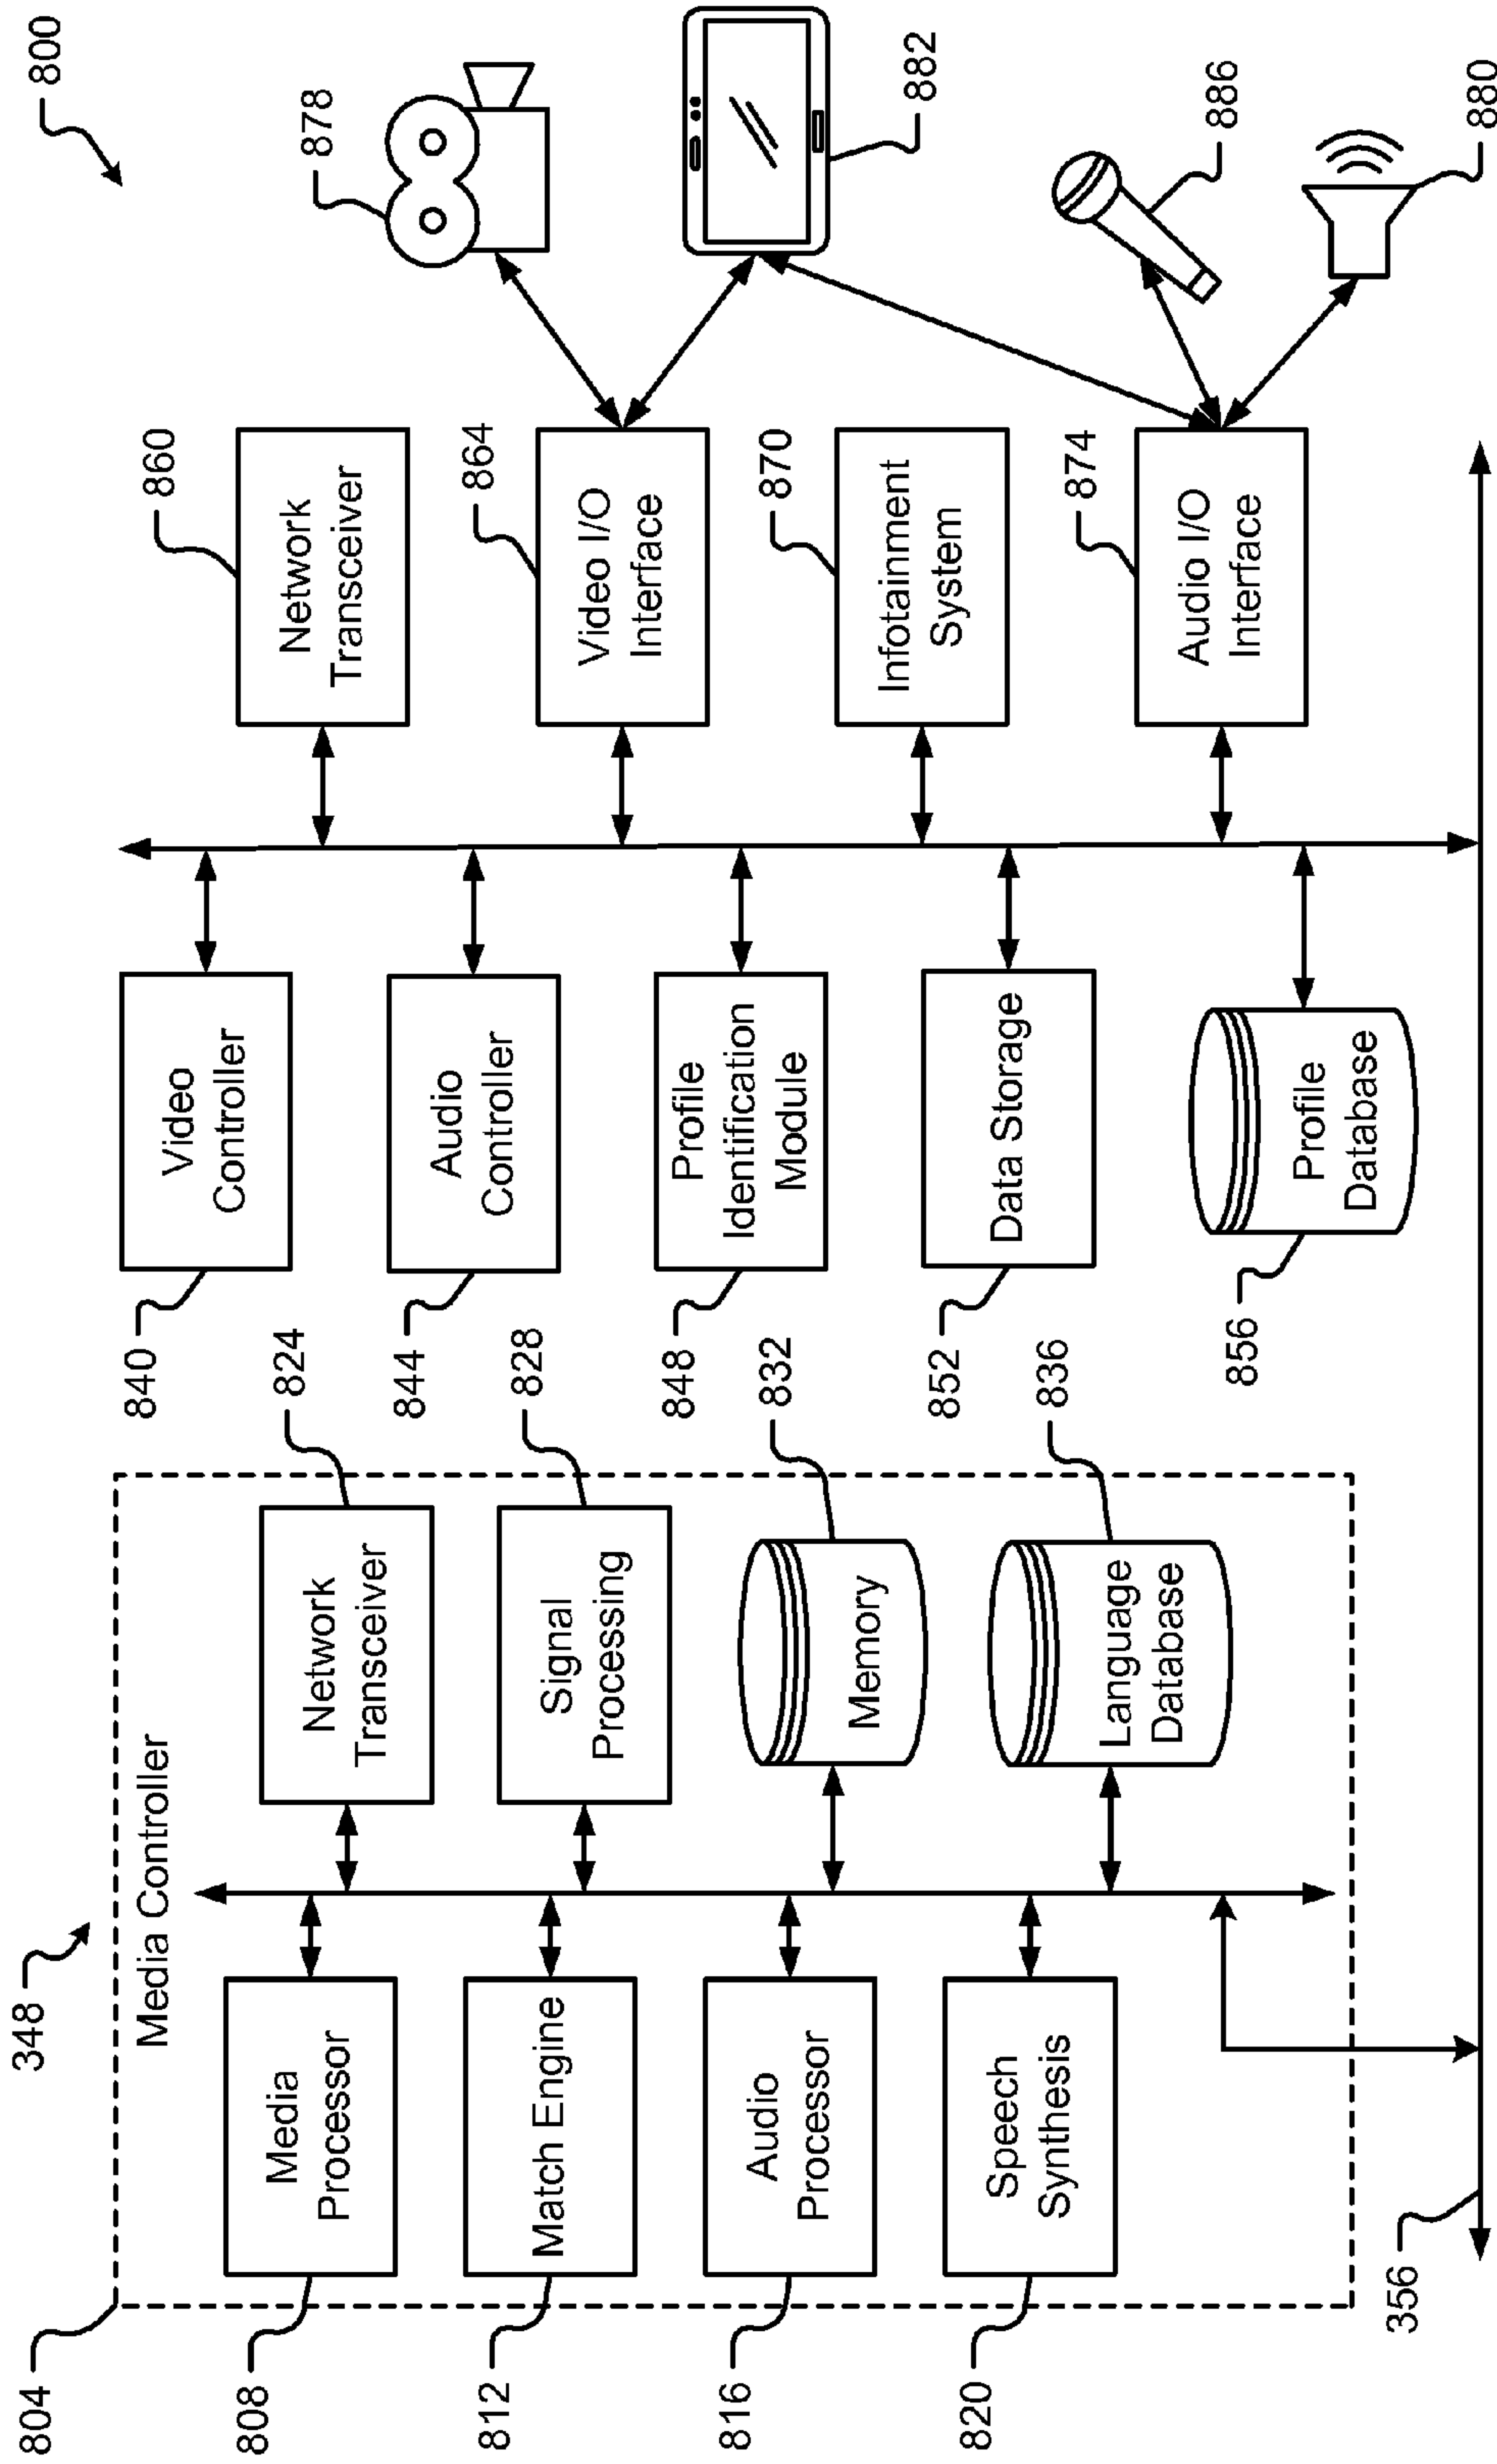 800
348
804
Media Controller
808
Media
Processor
812
Match Engine
816
Audio
Processor
820
Speech
Synthesis
824
Network
Transceiver
828
Signal
Processing
832
Memory
836
Language
Database
840
Video
Controller
844
Audio
Controller
848
Profile
Identification
Module
852
Data Storage
856
Profile
Database
860
Network
Transceiver
864
Video I/O
Interface
870
Infotainment
System
874
Audio I/O
Interface
878
882
886
880
356